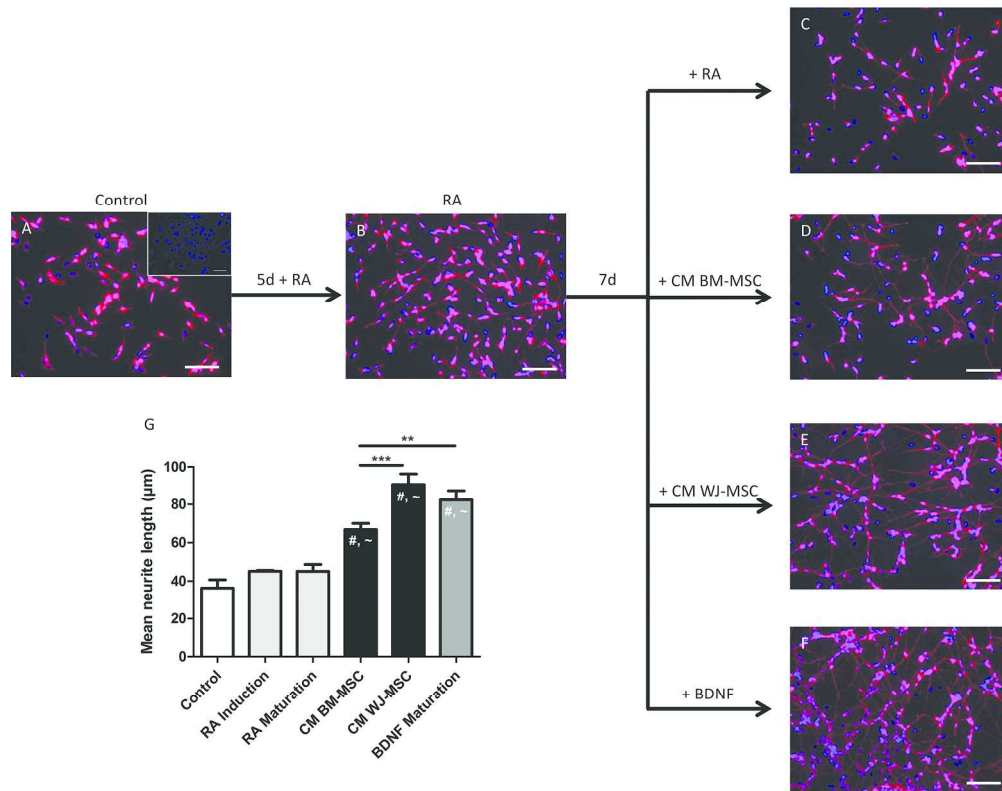 Control
A
5d + RA
RA
B
7d
+ RA
C
+ CM BM-MSC
D
+ CM WJ-MSC
E
+ BDNF
F
G
Mean neurite length (µm)
100
80
60
40
20
0
**
***
#, ~
#, ~
#, ~
Control
RA Induction
RA Maturation
CM BM-MSC
CM WJ-MSC
BDNF Maturation